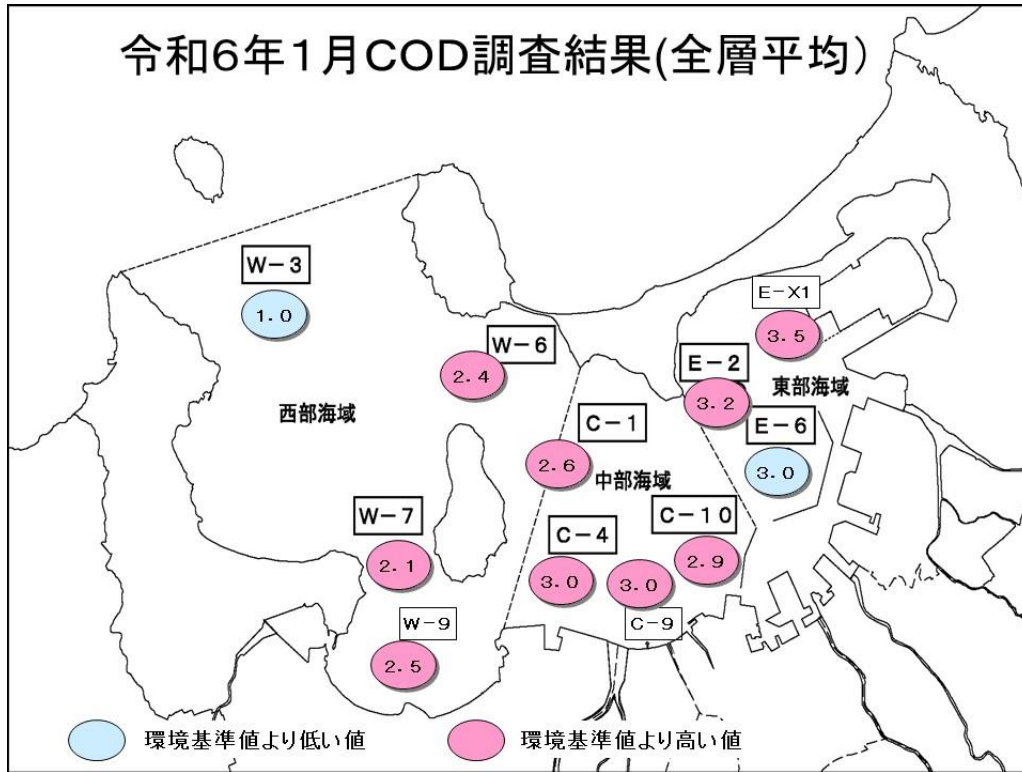 令和6年1月COD調査結果(全層平均)
W-3
1.0
E-X1
3.5
W-6
2.4
E-2
3.2
東部海域
西部海域
C-1
2.6
E-6
3.0
中部海域
W-7
2.1
C-4
3.0
C-10
2.9
3.0
C-9
W-9
2.5
環境基準値より低い値
環境基準値より高い値